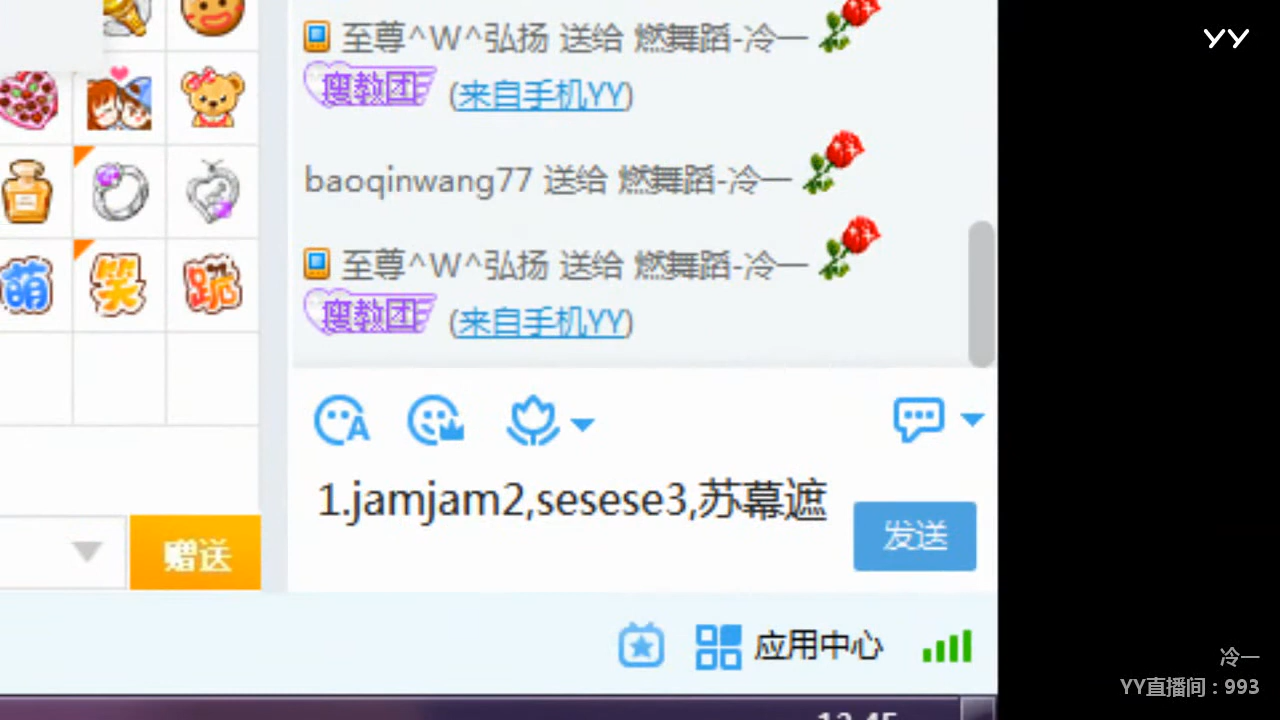 至尊^W^弘扬 送给 燃舞蹈-冷一
瘦教团 (来自手机YY)
baoqinwang77 送给 燃舞蹈-冷一
至尊^W^弘扬 送给 燃舞蹈-冷一
瘦教团 (来自手机YY)
萌 笑 跪
A
1.jamjam2,sesese3,苏幕遮
发送
赠送
应用中心
YY
冷一
YY直播间：993